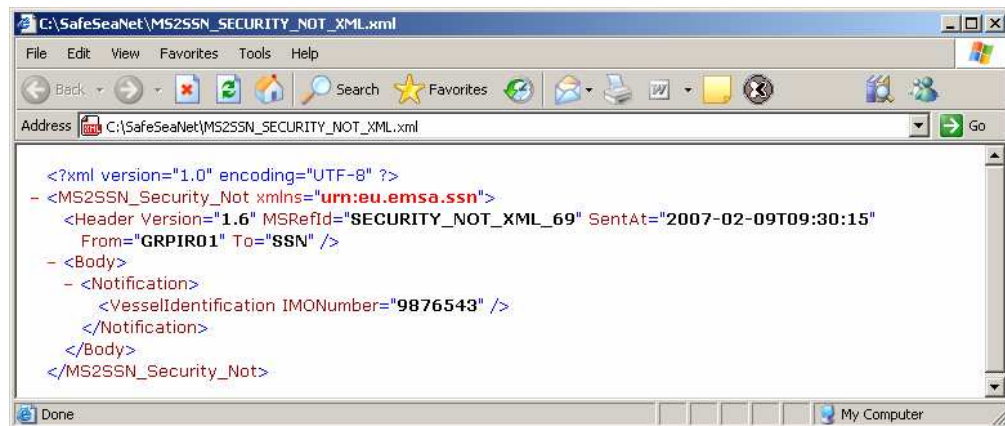 C:\SafeSeaNet\MS2SSN_SECURITY_NOT_XML.xml
File Edit View Favorites Tools Help
Back Search Favorites
Address C:\SafeSeaNet\MS2SSN_SECURITY_NOT_XML.xml Go
<?xml version="1.0" encoding="UTF-8" ?>
- <MS2SSN_Security_Not xmlns="urn:eu.emsa.ssn">
<Header Version="1.6" MSRefId="SECURITY_NOT_XML_69" SentAt="2007-02-09T09:30:15"
From="GRPIR01" To="SSN" />
- <Body>
- <Notification>
<VesselIdentification IMONumber="9876543" />
</Notification>
</Body>
</MS2SSN_Security_Not>
Done My Computer